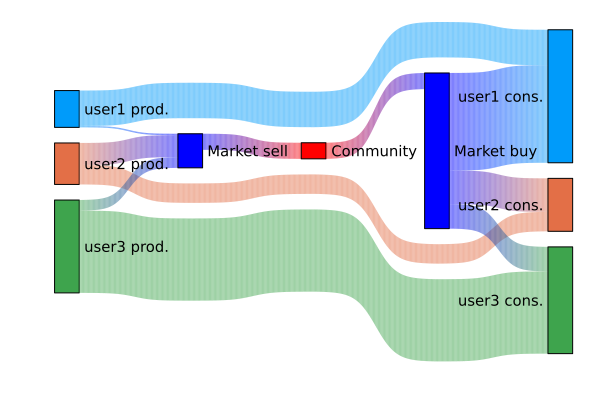 user1 prod.
user2 prod.
user3 prod.
Market sell
Community
Market buy
user1 cons.
user2 cons.
user3 cons.